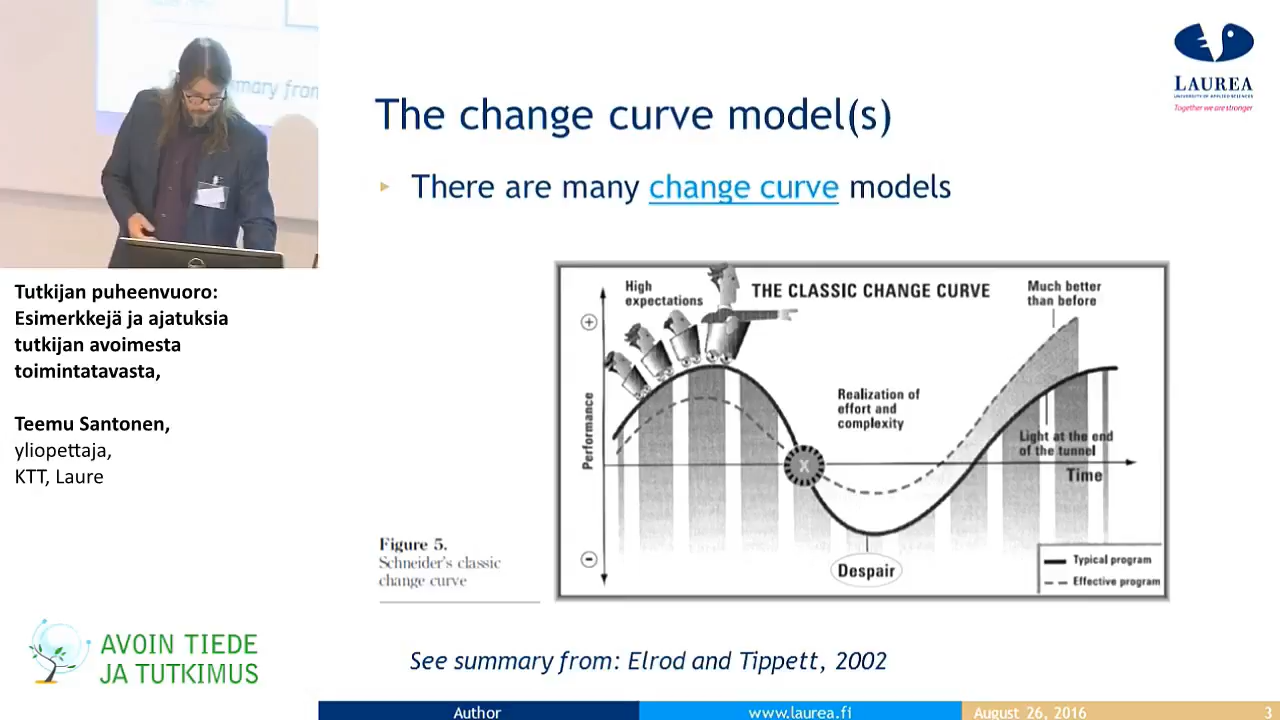 mmary from
Tutkijan puheenvuoro:
Esimerkkejä ja ajatuksia
tutkijan avoimesta
toimintatavasta,
Teemu Santonen,
yliopettaja,
KTT, Laure
AVOIN TIEDE
JA TUTKIMUS
LAUREA
UNIVERSITY OF APPLIED SCIENCES
Together we are stronger
The change curve model(s)
There are many change curve models
High
expectations
THE CLASSIC CHANGE CURVE
Much better
than before
+
Performance
Realization of
effort and
complexity
X
Light at the end
of the tunnel
Time
−
Despair
Typical program
Effective program
Figure 5.
Schneider's classic
change curve
See summary from: Elrod and Tippett, 2002
Author
www.laurea.fi
August 26, 2016
3